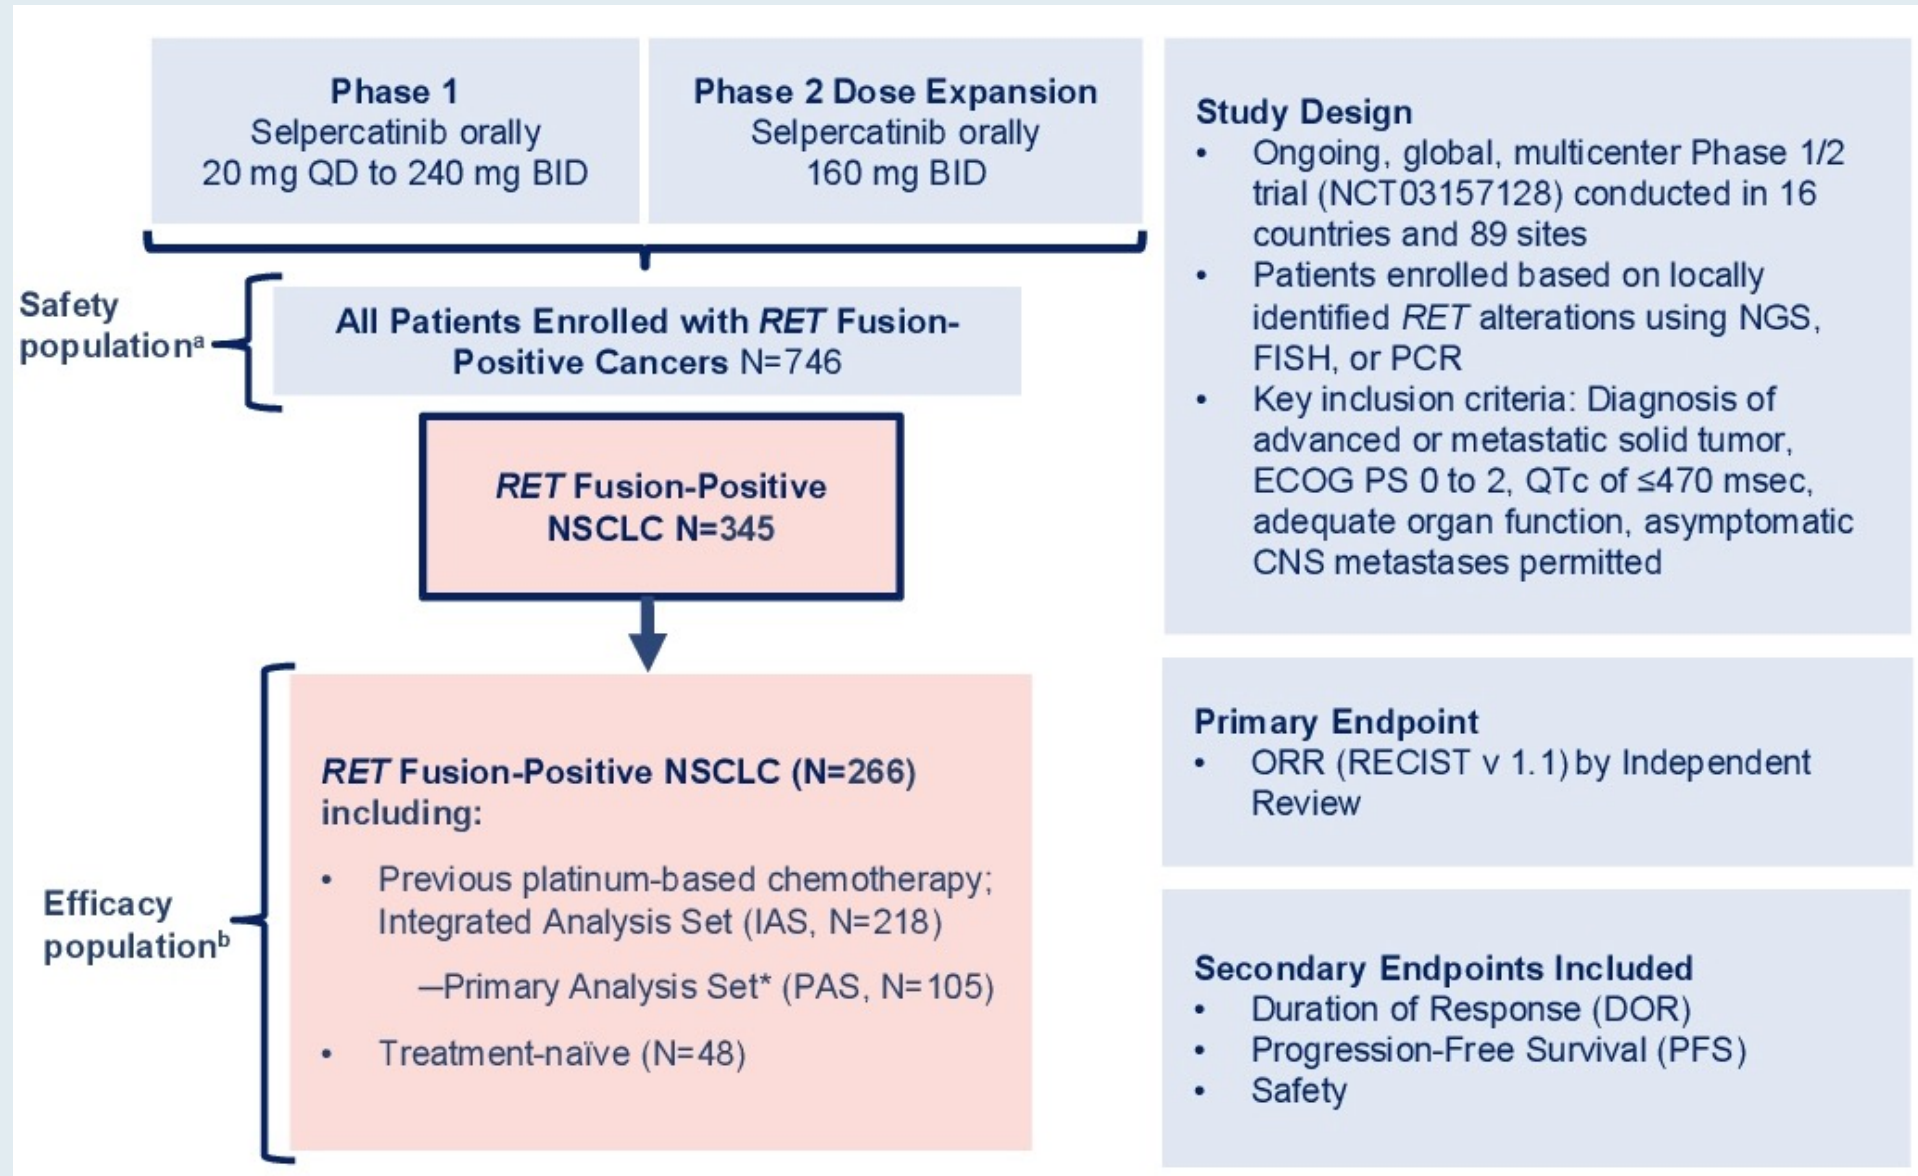 Phase 1
Selpercatinib orally
20 mg QD to 240 mg BID
Phase 2 Dose Expansion
Selpercatinib orally
160 mg BID
Safety
populationᵃ
All Patients Enrolled with RET Fusion-
Positive Cancers N=746
RET Fusion-Positive
NSCLC N=345
Efficacy
populationᵇ
RET Fusion-Positive NSCLC (N=266)
including:
• Previous platinum-based chemotherapy;
Integrated Analysis Set (IAS, N=218)
—Primary Analysis Set* (PAS, N=105)
• Treatment-naïve (N=48)
Study Design
• Ongoing, global, multicenter Phase 1/2
trial (NCT03157128) conducted in 16
countries and 89 sites
• Patients enrolled based on locally
identified RET alterations using NGS,
FISH, or PCR
• Key inclusion criteria: Diagnosis of
advanced or metastatic solid tumor,
ECOG PS 0 to 2, QTc of ≤470 msec,
adequate organ function, asymptomatic
CNS metastases permitted
Primary Endpoint
• ORR (RECIST v 1.1) by Independent
Review
Secondary Endpoints Included
• Duration of Response (DOR)
• Progression-Free Survival (PFS)
• Safety